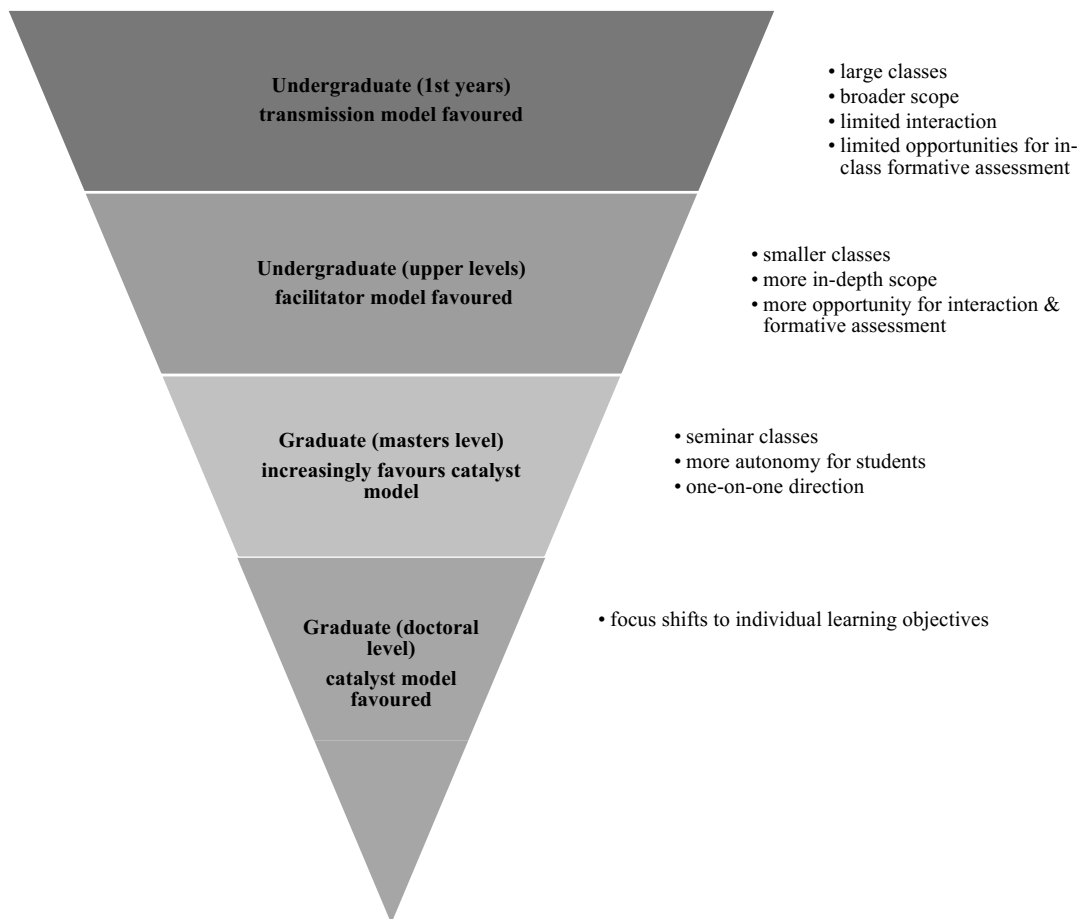 Undergraduate (1st years)
transmission model favoured
• large classes
• broader scope
• limited interaction
• limited opportunities for in-
class formative assessment
Undergraduate (upper levels)
facilitator model favoured
• smaller classes
• more in-depth scope
• more opportunity for interaction &
formative assessment
Graduate (masters level)
increasingly favours catalyst
model
• seminar classes
• more autonomy for students
• one-on-one direction
Graduate (doctoral
level)
catalyst model
favoured
• focus shifts to individual learning objectives